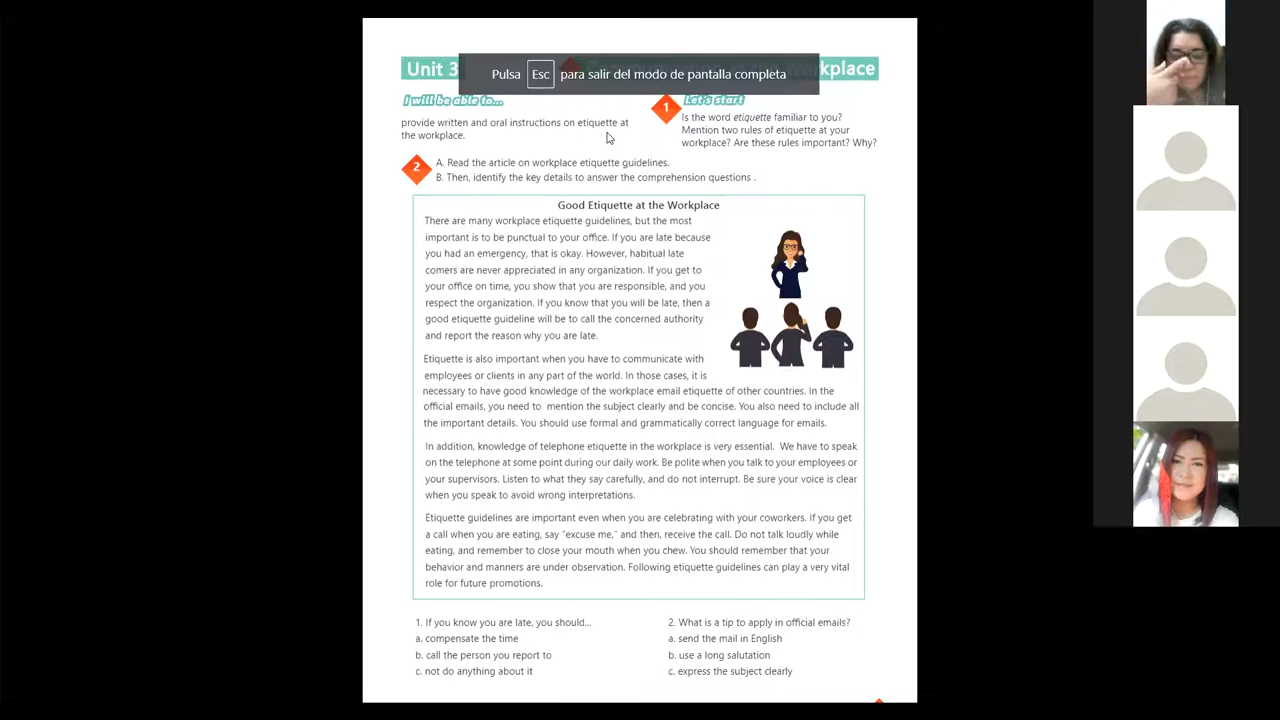 Unit 3
kplace
Pulsa Esc para salir del modo de pantalla completa
I will be able to...
provide written and oral instructions on etiquette at
the workplace.
1
Let's start
Is the word etiquette familiar to you?
Mention two rules of etiquette at your
workplace? Are these rules important? Why?
2
A. Read the article on workplace etiquette guidelines.
B. Then, identify the key details to answer the comprehension questions .
Good Etiquette at the Workplace
There are many workplace etiquette guidelines, but the most
important is to be punctual to your office. If you are late because
you had an emergency, that is okay. However, habitual late
comers are never appreciated in any organization. If you get to
your office on time, you show that you are responsible, and you
respect the organization. If you know that you will be late, then a
good etiquette guideline will be to call the concerned authority
and report the reason why you are late.
Etiquette is also important when you have to communicate with
employees or clients in any part of the world. In those cases, it is
necessary to have good knowledge of the workplace email etiquette of other countries. In the
official emails, you need to mention the subject clearly and be concise. You also need to include all
the important details. You should use formal and grammatically correct language for emails.
In addition, knowledge of telephone etiquette in the workplace is very essential. We have to speak
on the telephone at some point during our daily work. Be polite when you talk to your employees or
your supervisors. Listen to what they say carefully, and do not interrupt. Be sure your voice is clear
when you speak to avoid wrong interpretations.
Etiquette guidelines are important even when you are celebrating with your coworkers. If you get
a call when you are eating, say "excuse me," and then, receive the call. Do not talk loudly while
eating, and remember to close your mouth when you chew. You should remember that your
behavior and manners are under observation. Following etiquette guidelines can play a very vital
role for future promotions.
1. If you know you are late, you should...
a. compensate the time
b. call the person you report to
c. not do anything about it
2. What is a tip to apply in official emails?
a. send the mail in English
b. use a long salutation
c. express the subject clearly